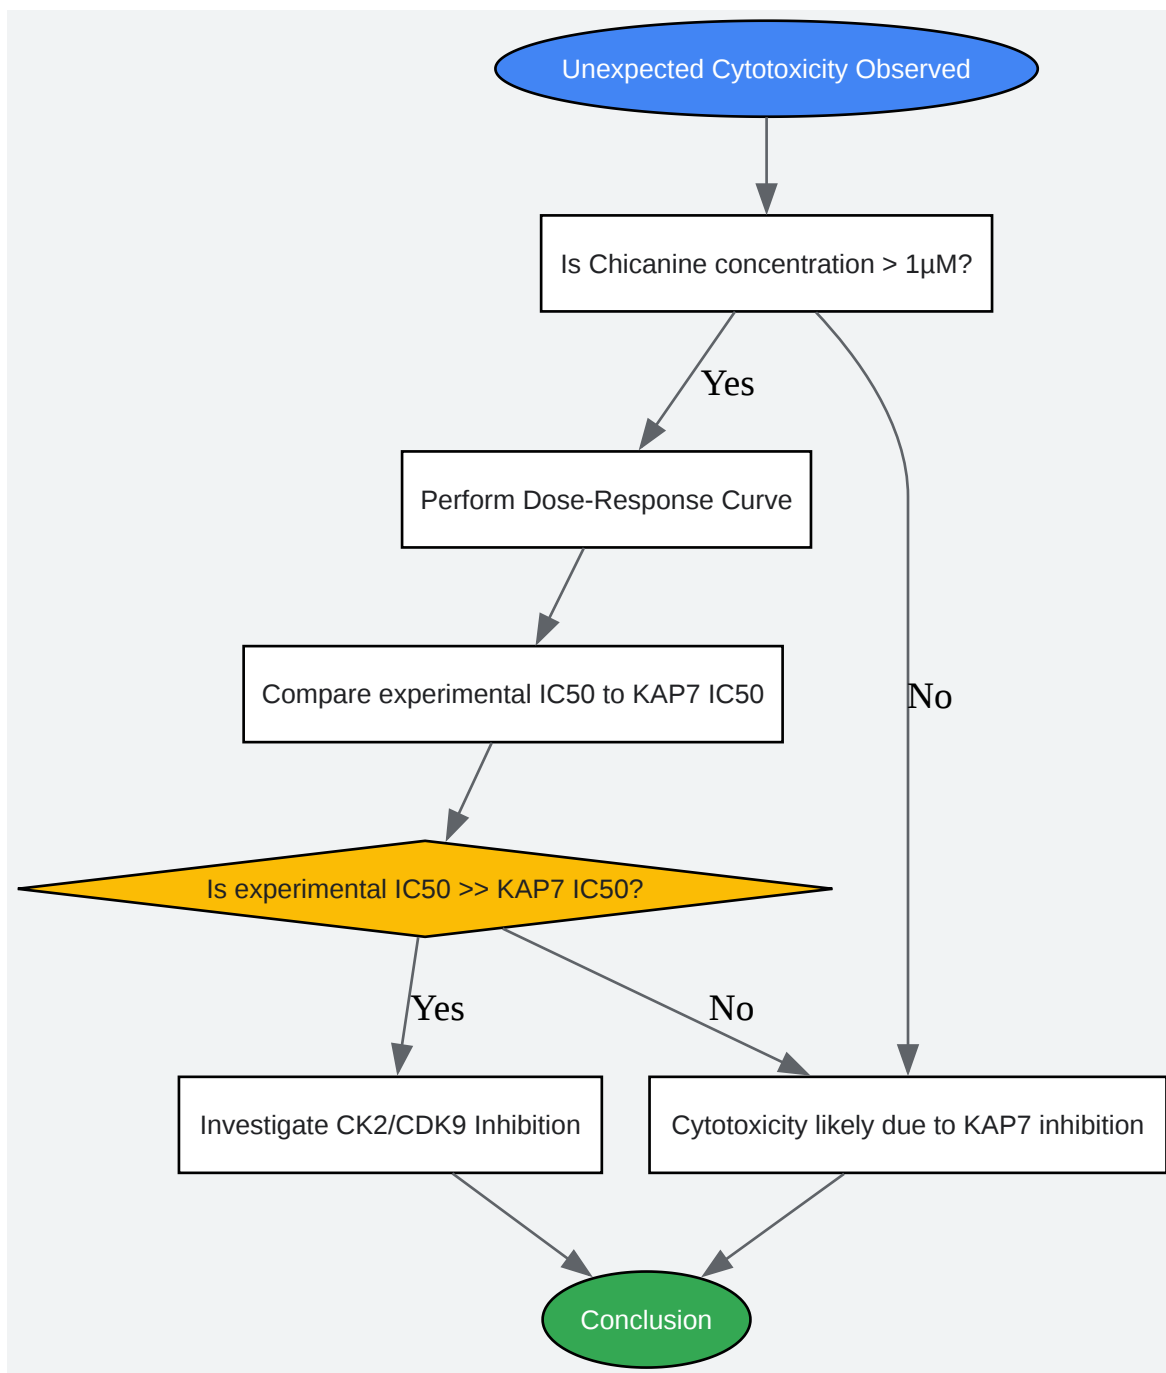 Unexpected Cytotoxicity Observed
Is Chicanine concentration > 1µM?
Yes
Perform Dose-Response Curve
Compare experimental IC50 to KAP7 IC50
No
Is experimental IC50 >> KAP7 IC50?
Yes
No
Investigate CK2/CDK9 Inhibition
Cytotoxicity likely due to KAP7 inhibition
Conclusion